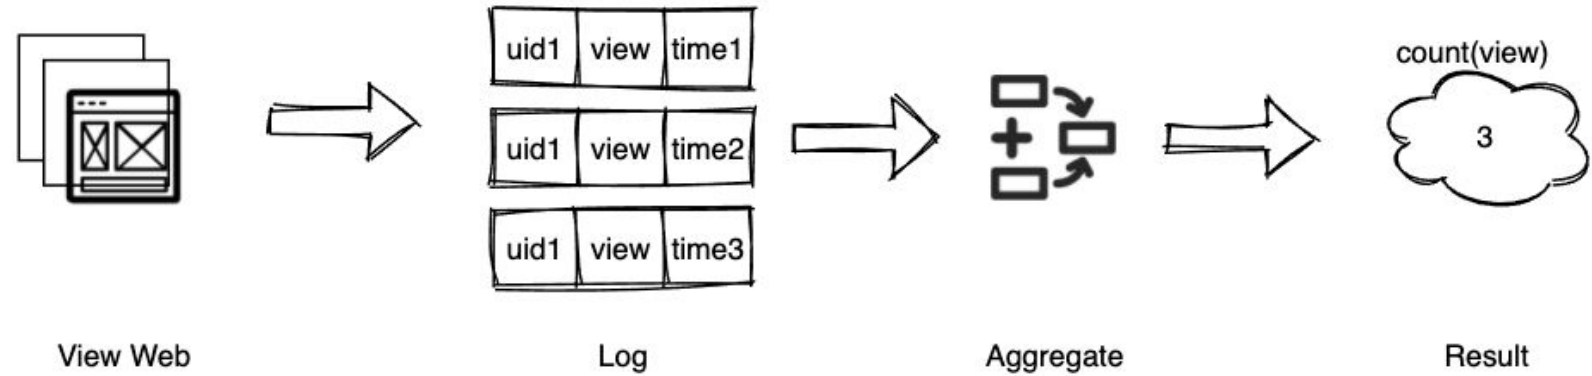 uid1 view time1
uid1 view time2
uid1 view time3
count(view)
3
View Web
Log
Aggregate
Result